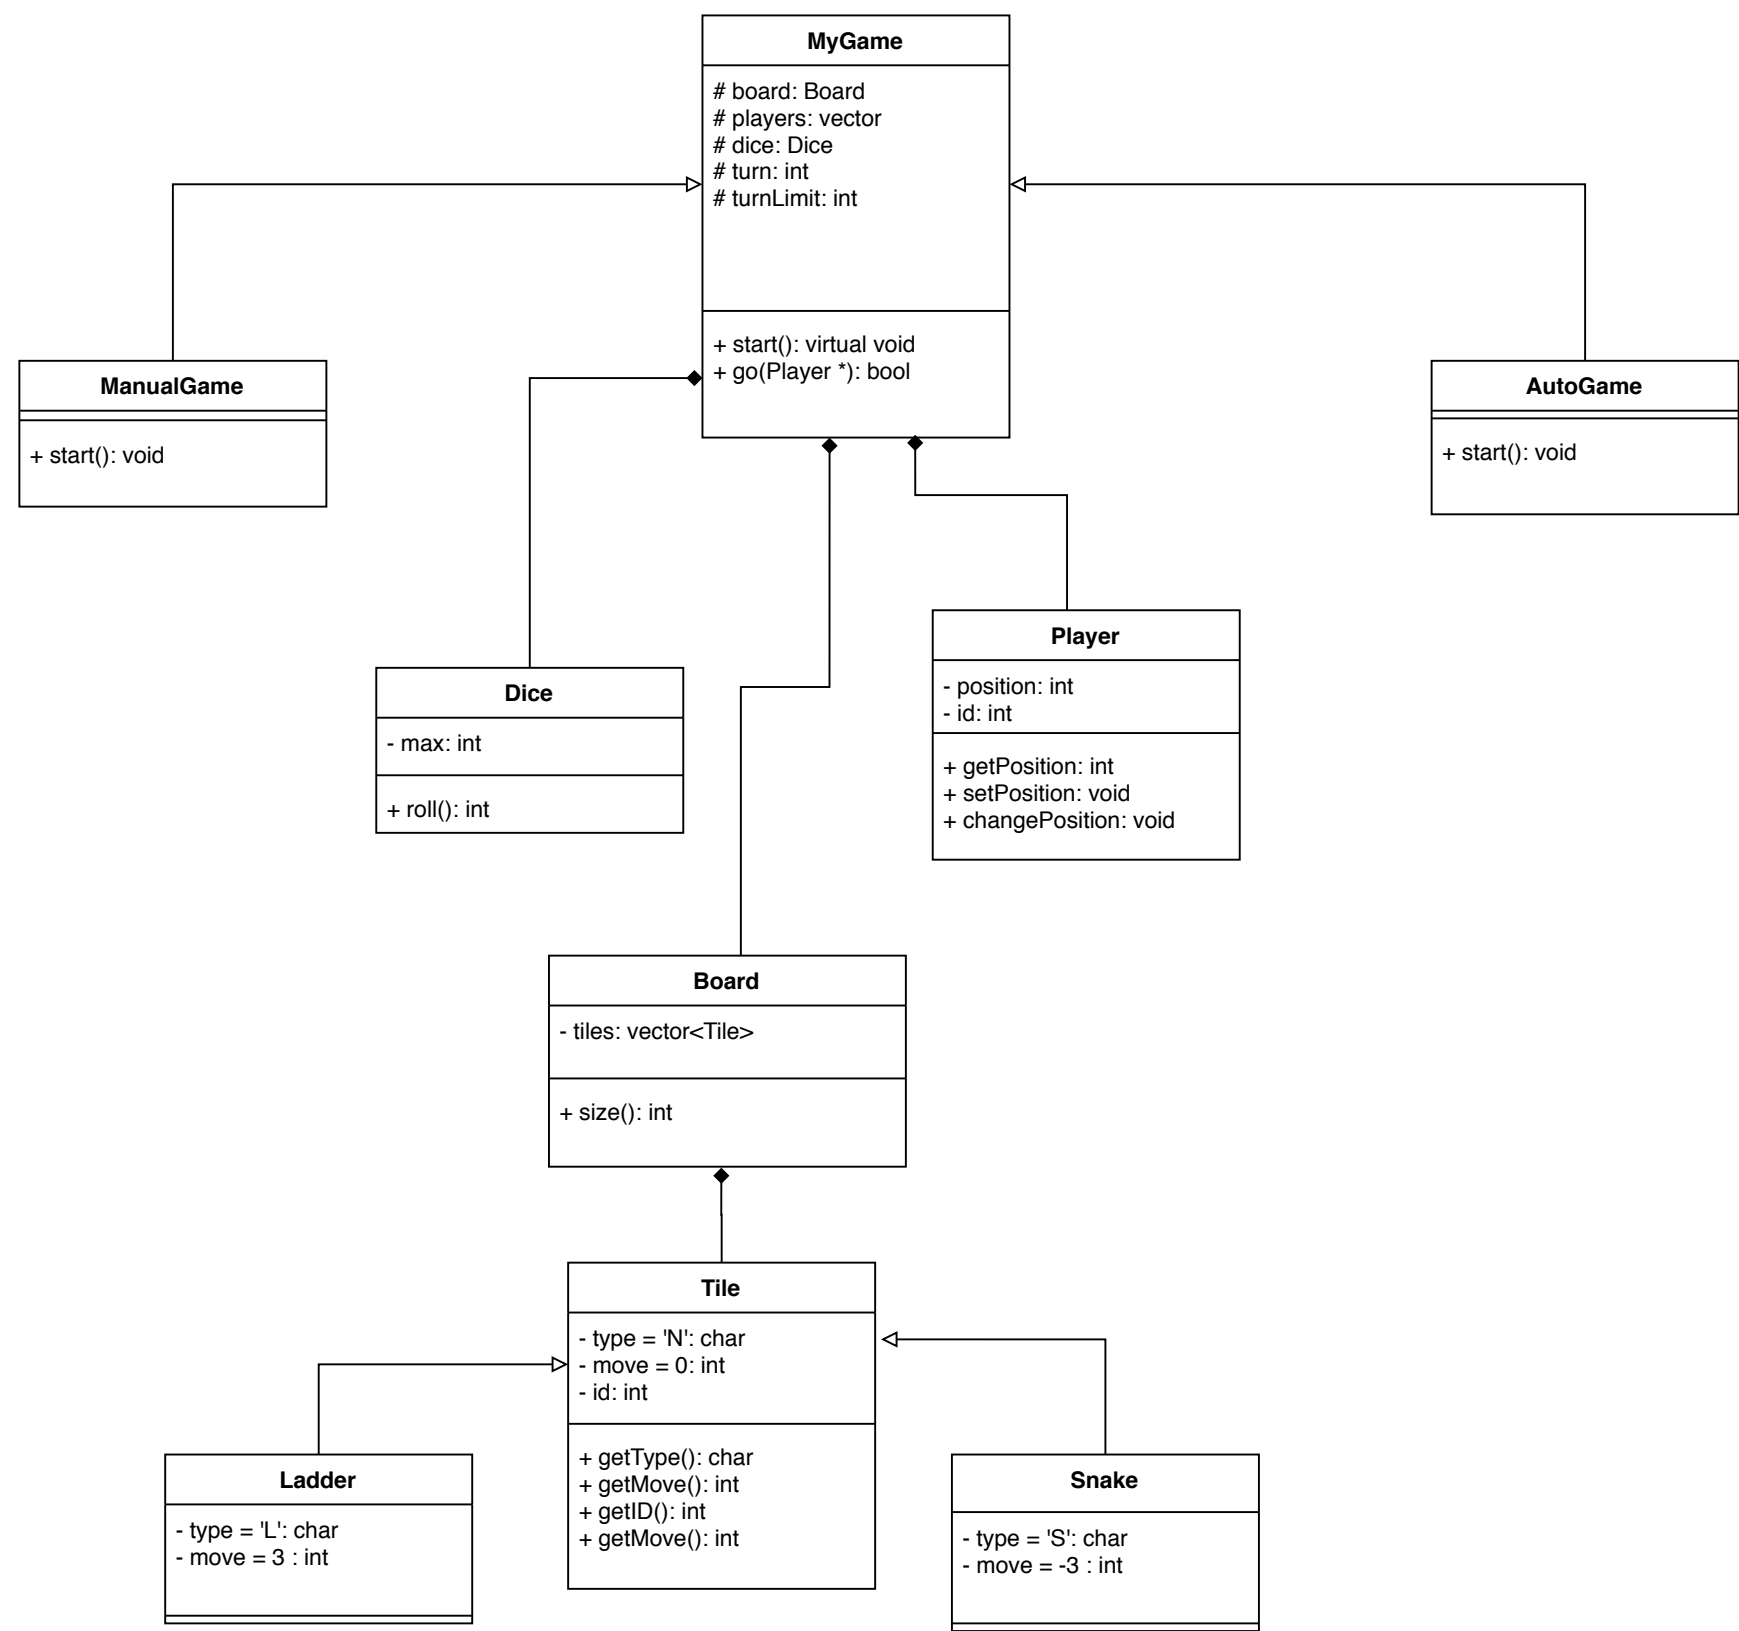 MyGame
# board: Board
# players: vector
# dice: Dice
# turn: int
# turnLimit: int
+ start(): virtual void
+ go(Player *): bool
ManualGame
+ start(): void
AutoGame
+ start(): void
Player
- position: int
- id: int
+ getPosition: int
+ setPosition: void
+ changePosition: void
Dice
- max: int
+ roll(): int
Board
- tiles: vector<Tile>
+ size(): int
Tile
- type = 'N': char
- move = 0: int
- id: int
+ getType(): char
+ getMove(): int
+ getID(): int
+ getMove(): int
Ladder
- type = 'L': char
- move = 3 : int
Snake
- type = 'S': char
- move = -3 : int